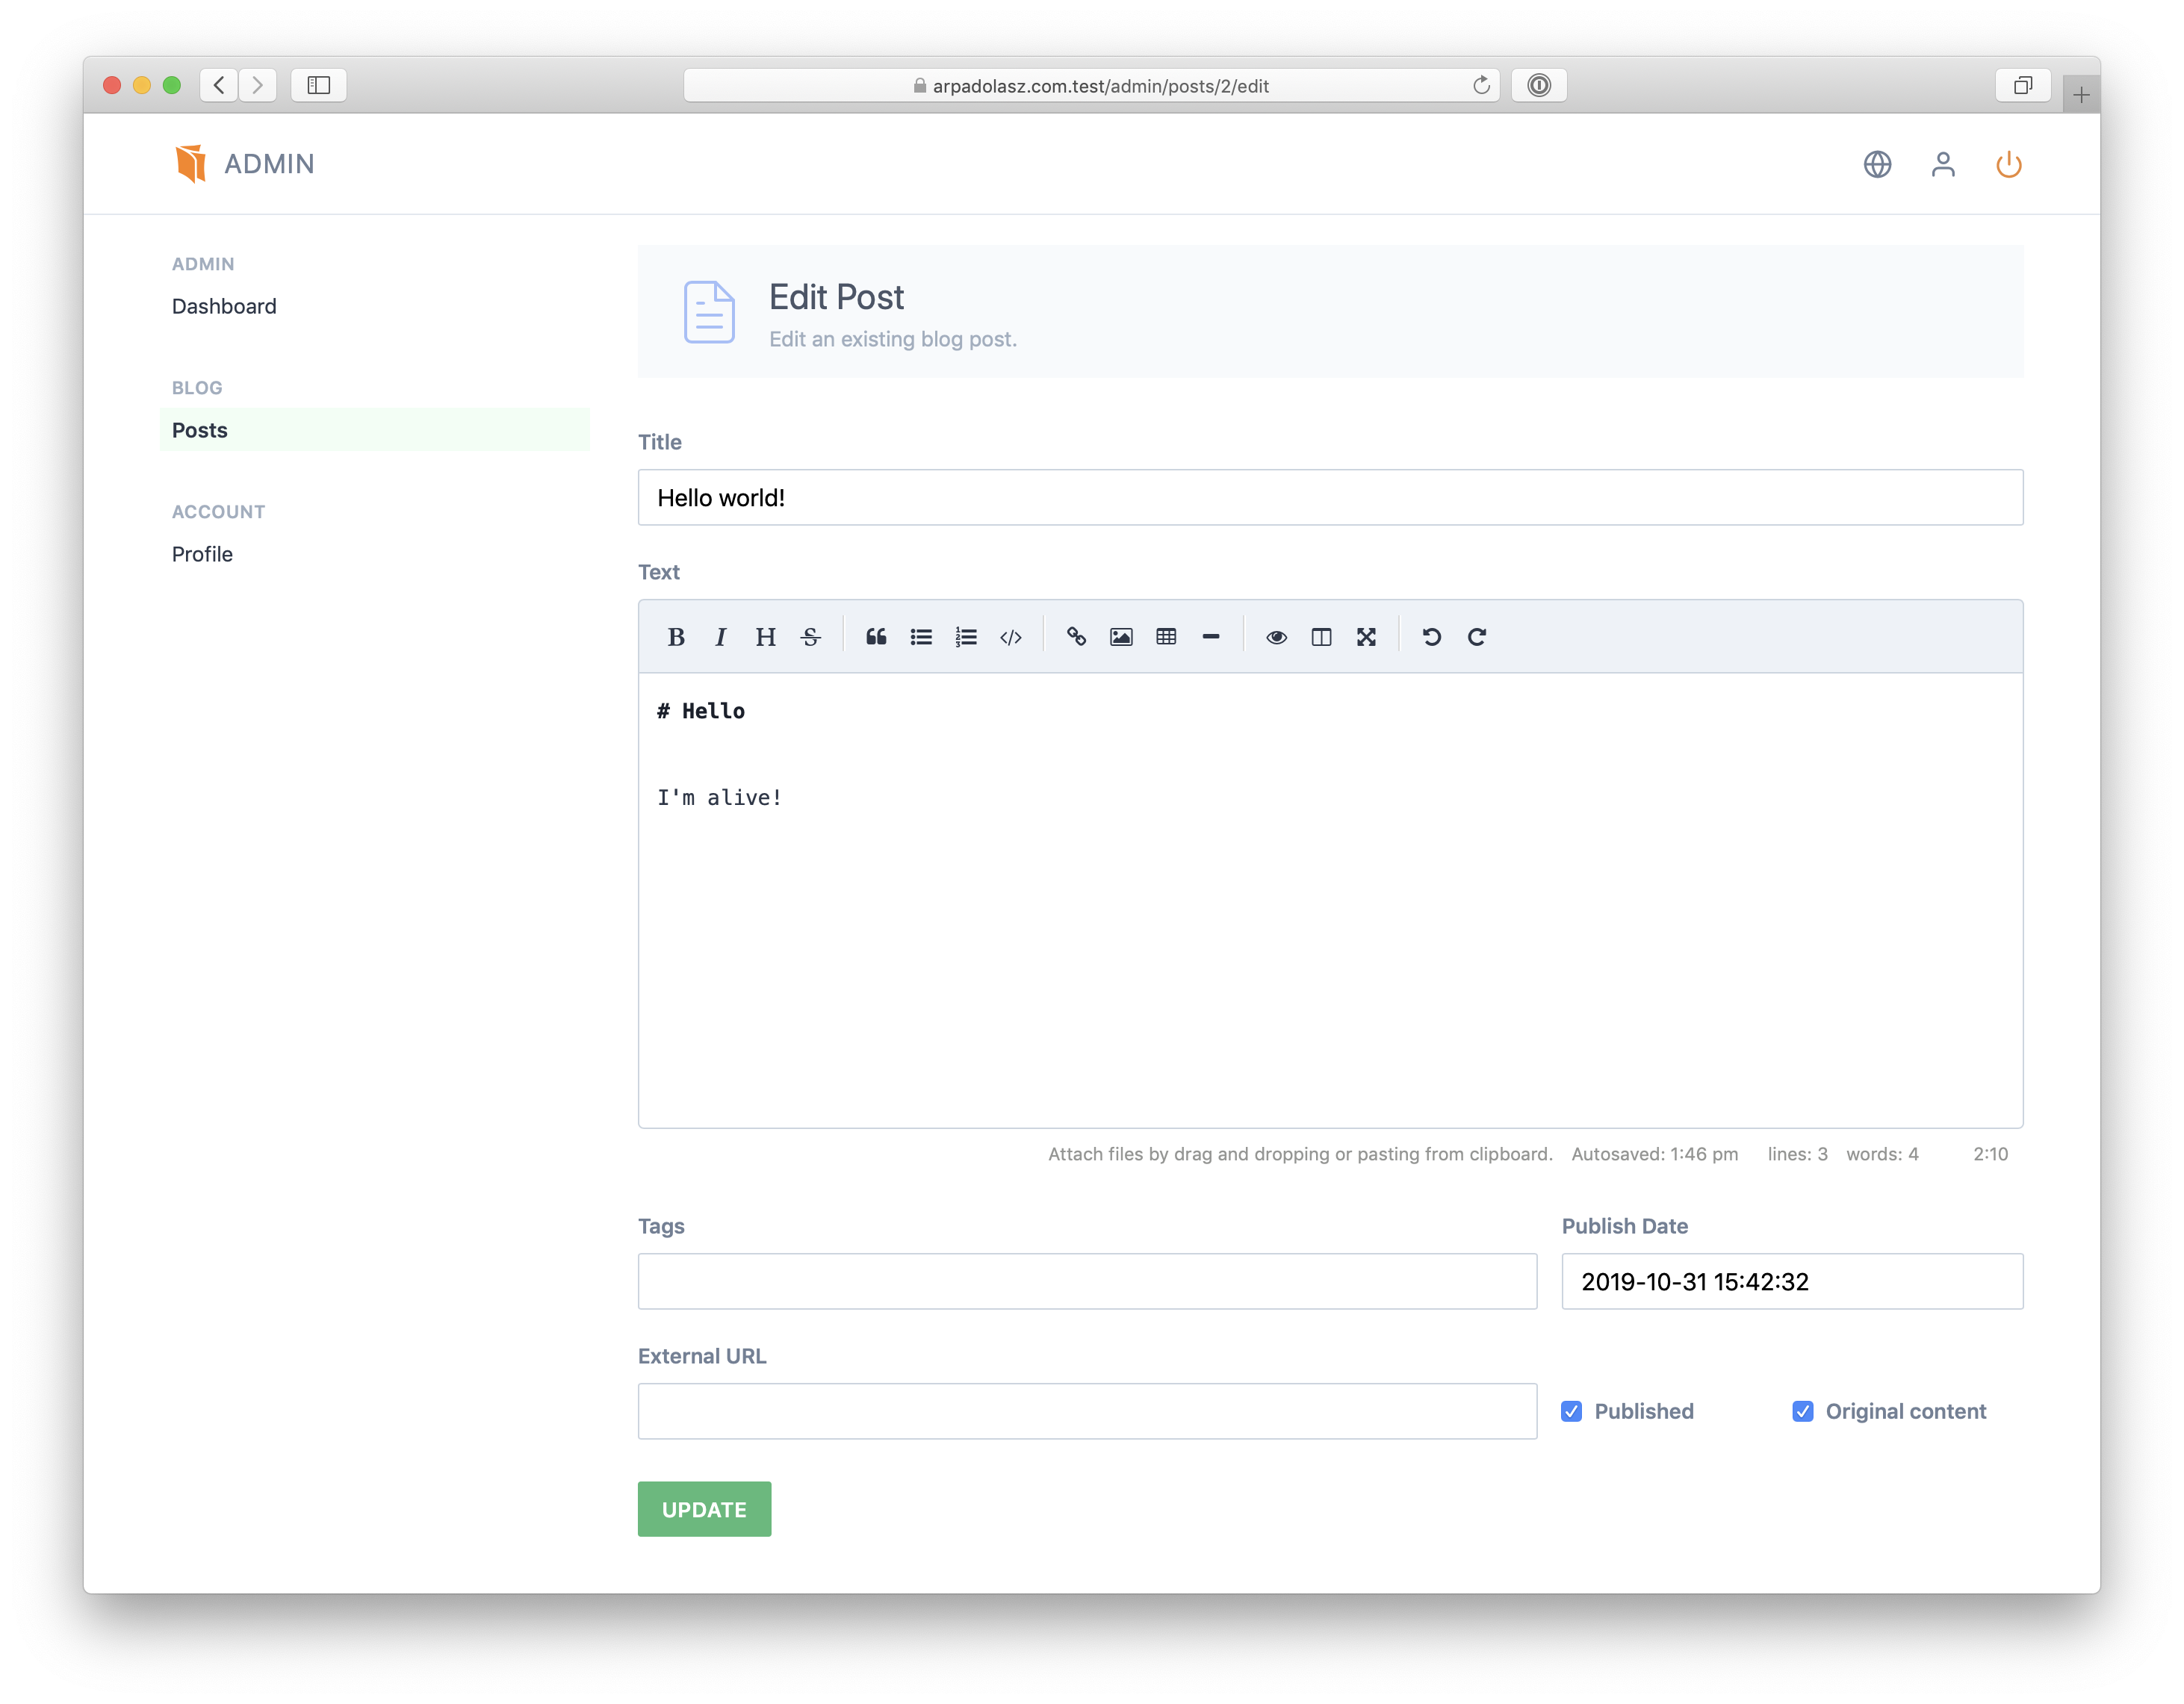 arpadolasz.com.test/admin/posts/2/edit
ADMIN
ADMIN
Dashboard
BLOG
Posts
ACCOUNT
Profile
Edit Post
Edit an existing blog post.
Title
Hello world!
Text
B I H S
# Hello
I'm alive!
Attach files by drag and dropping or pasting from clipboard. Autosaved: 1:46 pm lines: 3 words: 4 2:10
Tags
Publish Date
2019-10-31 15:42:32
External URL
Published
Original content
UPDATE